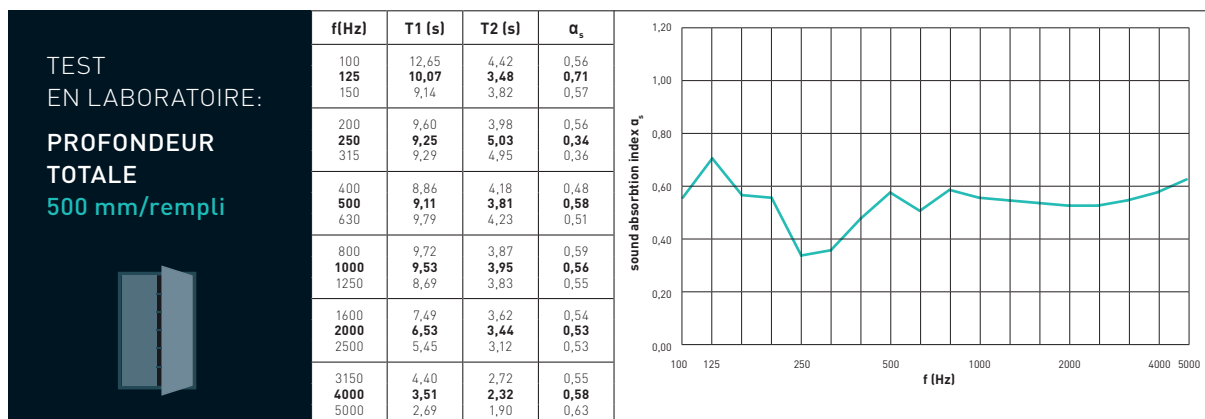 TEST
EN LABORATOIRE:
PROFONDEUR
TOTALE
500 mm/rempli
f(Hz) T1 (s) T2 (s) αs
100 12,65 4,42 0,56
125 10,07 3,48 0,71
150 9,14 3,82 0,57
200 9,60 3,98 0,56
250 9,25 5,03 0,34
315 9,29 4,95 0,36
400 8,86 4,18 0,48
500 9,11 3,81 0,58
630 9,79 4,23 0,51
800 9,72 3,87 0,59
1000 9,53 3,95 0,56
1250 8,69 3,83 0,55
1600 7,49 3,62 0,54
2000 6,53 3,44 0,53
2500 5,45 3,12 0,53
3150 4,40 2,72 0,55
4000 3,51 2,32 0,58
5000 2,69 1,90 0,63
sound absorbtion index αs
1,20
1,00
0,80
0,60
0,40
0,20
0,00
100 125 250 500 1000 2000 4000 5000
f (Hz)